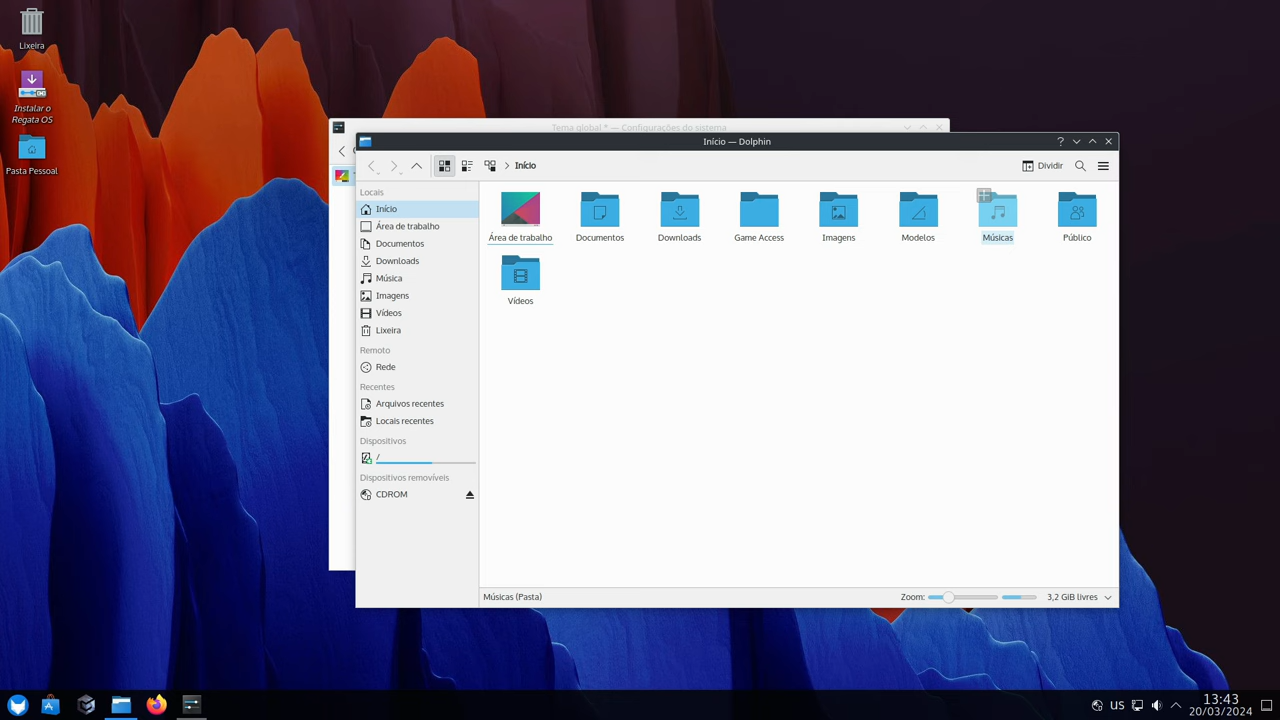 Lixeira
Instalar o
Regata OS
Pasta Pessoal
Tema global * — Configurações do sistema
Início — Dolphin
Início
Dividir
Locais
Início
Área de trabalho
Documentos
Downloads
Música
Imagens
Vídeos
Lixeira
Remoto
Rede
Recentes
Arquivos recentes
Locais recentes
Dispositivos
/
Dispositivos removíveis
CDROM
Área de trabalho
Documentos
Downloads
Game Access
Imagens
Modelos
Músicas
Público
Vídeos
Músicas (Pasta)
Zoom:
3,2 GiB livres
US
13:43
20/03/2024